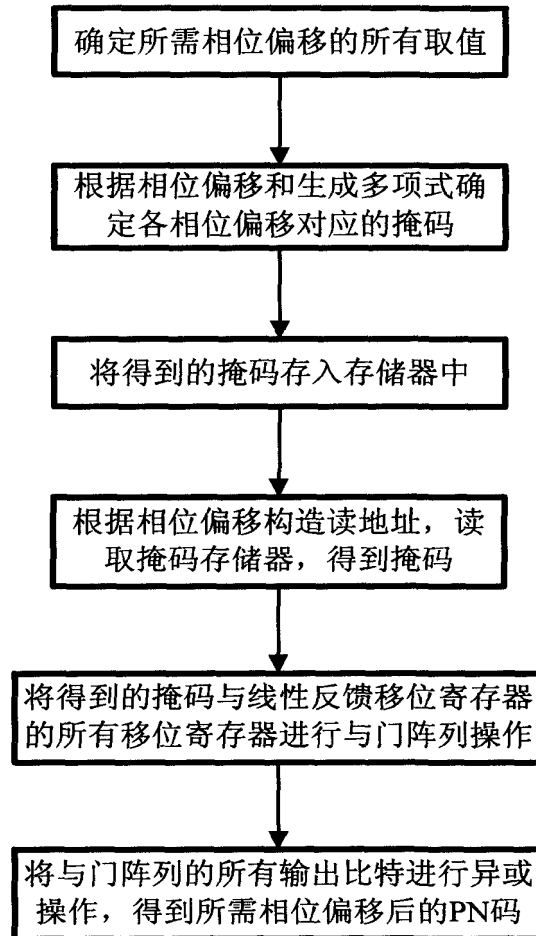 确定所需相位偏移的所有取值
根据相位偏移和生成多项式确
定各相位偏移对应的掩码
将得到的掩码存入存储器中
根据相位偏移构造读地址，读
取掩码存储器，得到掩码
将得到的掩码与线性反馈移位寄存器
的所有移位寄存器进行与门阵列操作
将与门阵列的所有输出比特进行异或
操作，得到所需相位偏移后的PN码